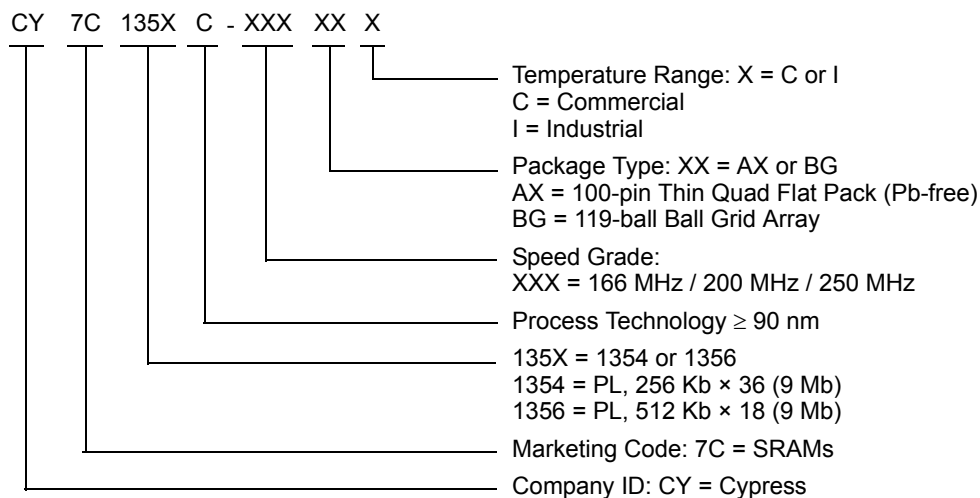 CY 7C 135X C - XXX XX X
Temperature Range: X = C or I
C = Commercial
I = Industrial
Package Type: XX = AX or BG
AX = 100-pin Thin Quad Flat Pack (Pb-free)
BG = 119-ball Ball Grid Array
Speed Grade:
XXX = 166 MHz / 200 MHz / 250 MHz
Process Technology ≥ 90 nm
135X = 1354 or 1356
1354 = PL, 256 Kb × 36 (9 Mb)
1356 = PL, 512 Kb × 18 (9 Mb)
Marketing Code: 7C = SRAMs
Company ID: CY = Cypress